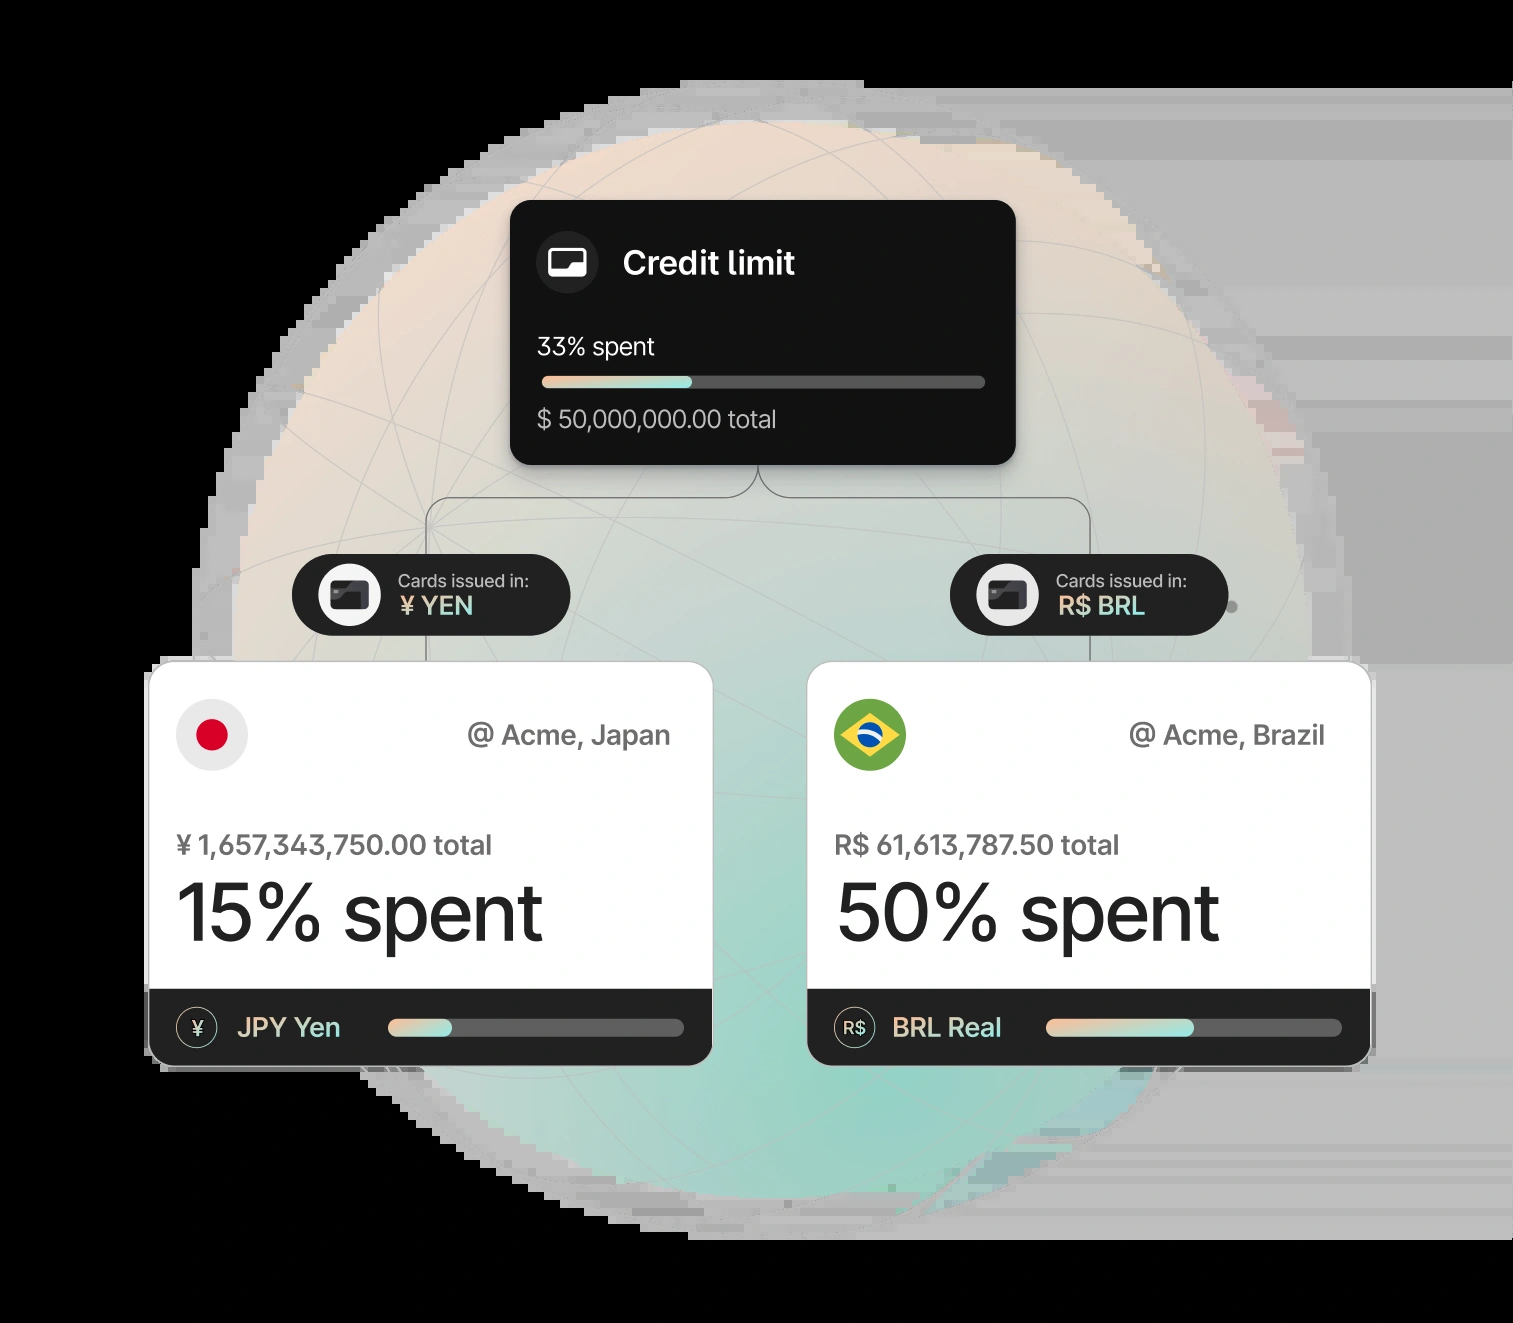 Credit limit
33% spent
$ 50,000,000.00 total
Cards issued in:
¥ YEN
Cards issued in:
R$ BRL
@ Acme, Japan
¥ 1,657,343,750.00 total
15% spent
¥ JPY Yen
@ Acme, Brazil
R$ 61,613,787.50 total
50% spent
R$ BRL Real